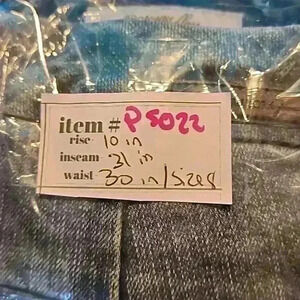 item # P5022
rise 10 in
inseam 31 in
waist 30 in/size 8